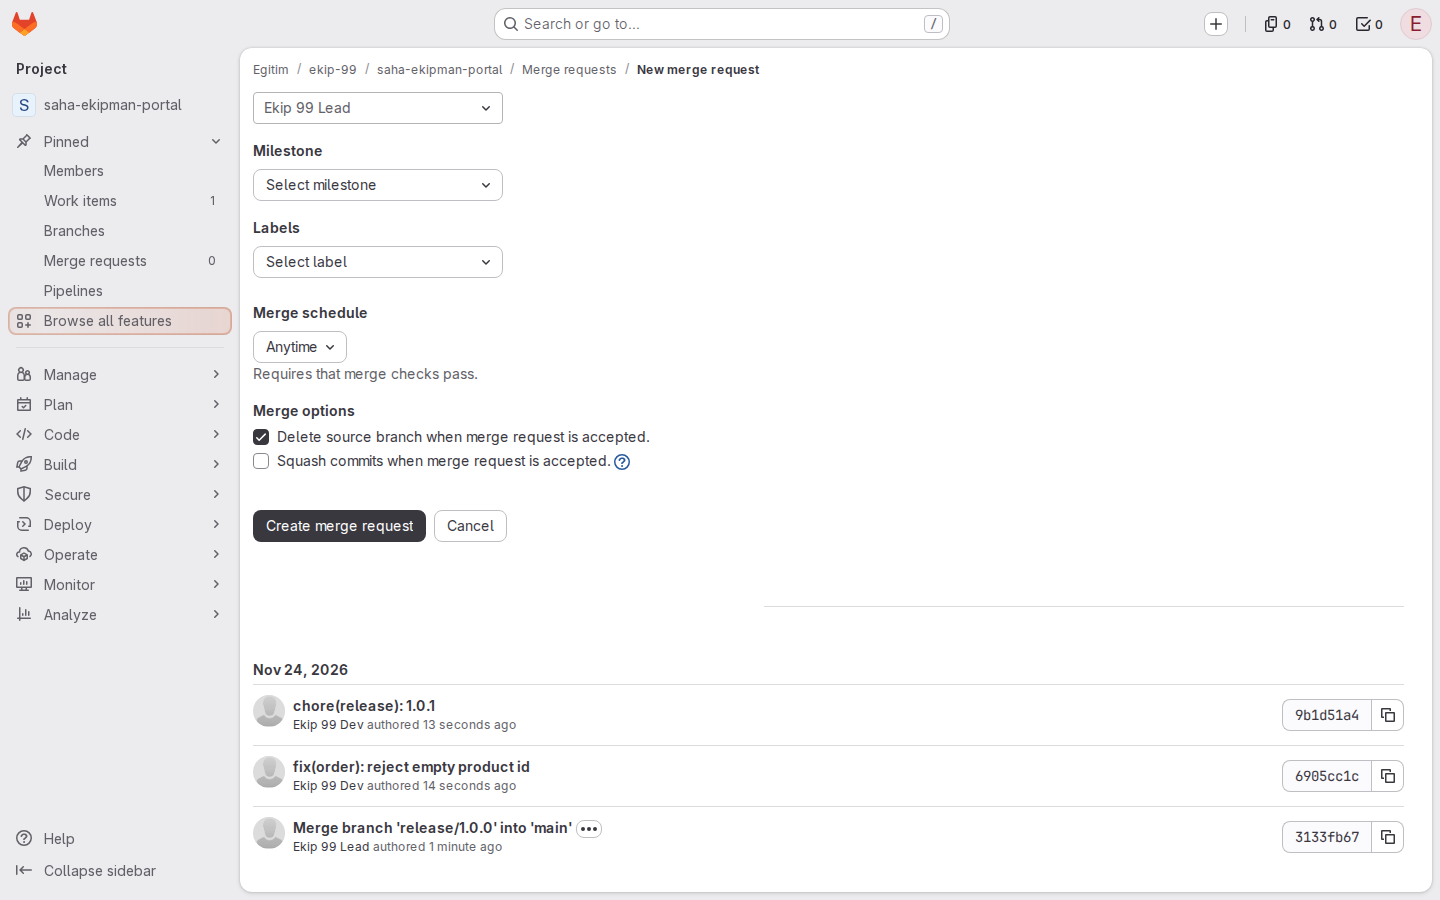 Search or go to...
/
0
0
0
E
Project
S saha-ekipman-portal
Pinned
Members
Work items 1
Branches
Merge requests 0
Pipelines
Browse all features
Manage
Plan
Code
Build
Secure
Deploy
Operate
Monitor
Analyze
Help
Collapse sidebar
Egitim / ekip-99 / saha-ekipman-portal / Merge requests / New merge request
Ekip 99 Lead
Milestone
Select milestone
Labels
Select label
Merge schedule
Anytime
Requires that merge checks pass.
Merge options
Delete source branch when merge request is accepted.
Squash commits when merge request is accepted.
Create merge request Cancel
Nov 24, 2026
chore(release): 1.0.1
Ekip 99 Dev authored 13 seconds ago
9b1d51a4
fix(order): reject empty product id
Ekip 99 Dev authored 14 seconds ago
6905cc1c
Merge branch 'release/1.0.0' into 'main'
Ekip 99 Lead authored 1 minute ago
3133fb67